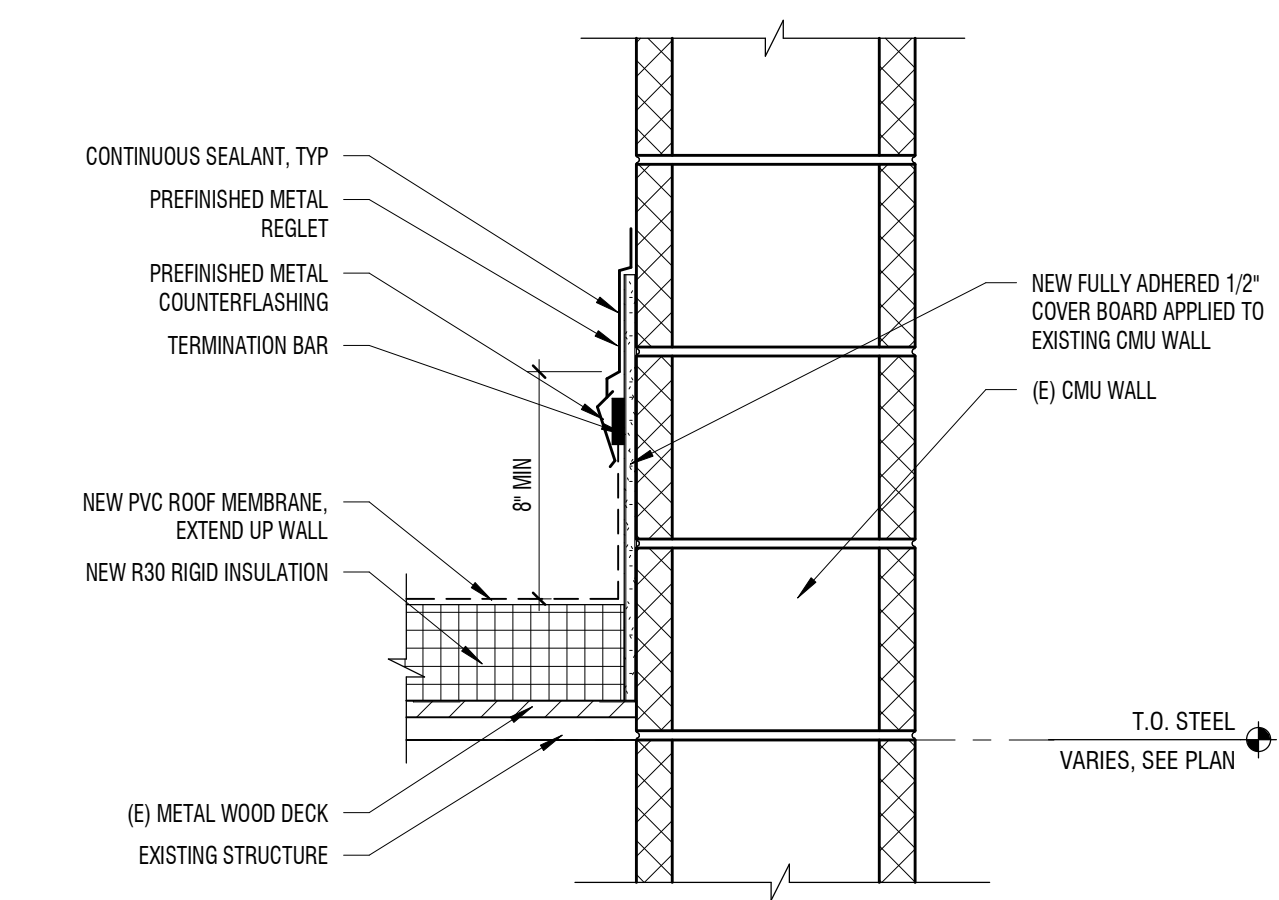 CONTINUOUS SEALANT, TYP
PREFINISHED METAL
REGLET
PREFINISHED METAL
COUNTERFLASHING
TERMINATION BAR
8" MIN
NEW PVC ROOF MEMBRANE,
EXTEND UP WALL
NEW R30 RIGID INSULATION
(E) METAL WOOD DECK
EXISTING STRUCTURE
NEW FULLY ADHERED 1/2"
COVER BOARD APPLIED TO
EXISTING CMU WALL
(E) CMU WALL
T.O. STEEL
VARIES, SEE PLAN